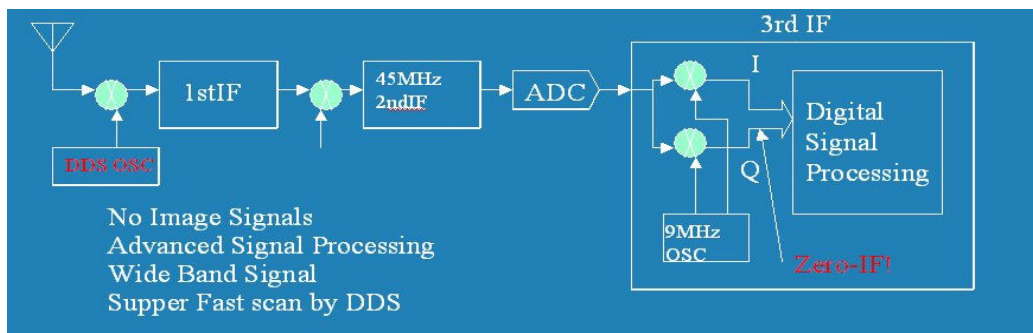 3rd IF
1stIF
45MHz
2ndIF
ADC
I
Q
Digital
Signal
Processing
DDS OSC
9MHz
OSC
Zero-IF!
No Image Signals
Advanced Signal Processing
Wide Band Signal
Supper Fast scan by DDS